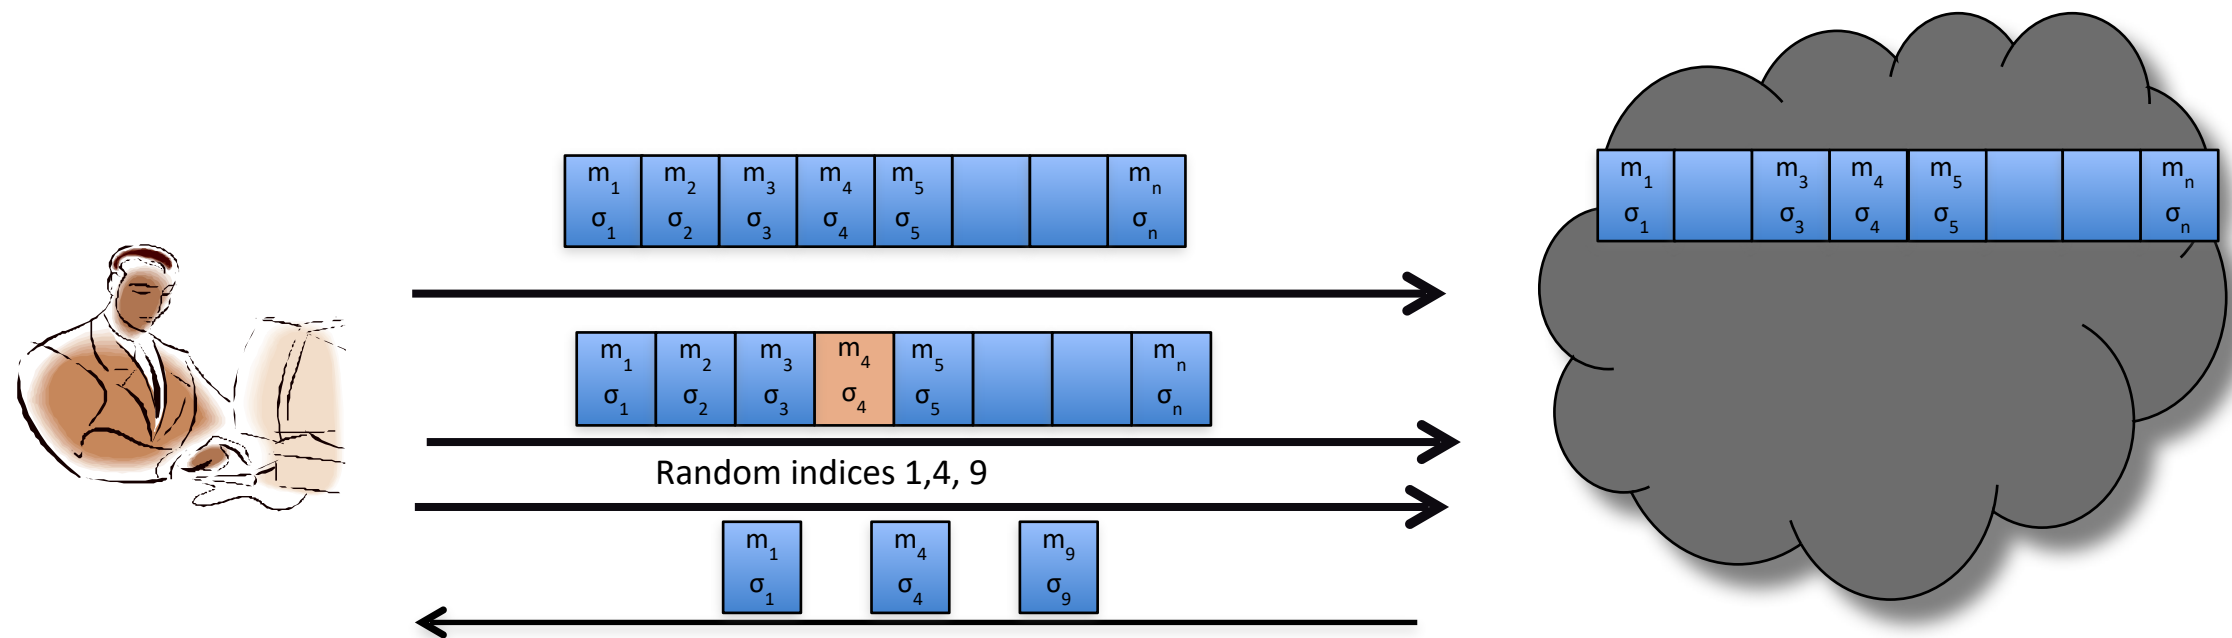 m₁ m₂ m₃ m₄ m₅ mₙ
σ₁ σ₂ σ₃ σ₄ σ₅ σₙ
m₁ m₃ m₄ m₅ mₙ
σ₁ σ₃ σ₄ σ₅ σₙ
m₁ m₂ m₃ m₄ m₅ mₙ
σ₁ σ₂ σ₃ σ₄ σ₅ σₙ
Random indices 1,4, 9
m₁ m₄ m₉
σ₁ σ₄ σ₉